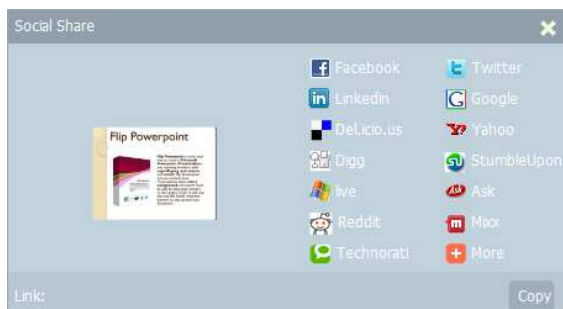 Social Share
Flip Powerpoint
Facebook
Twitter
Linkedin
Google
Del.icio.us
Yahoo
Digg
StumbleUpon
live
Ask
Reddit
Mixx
Technorati
More
Link:
Copy